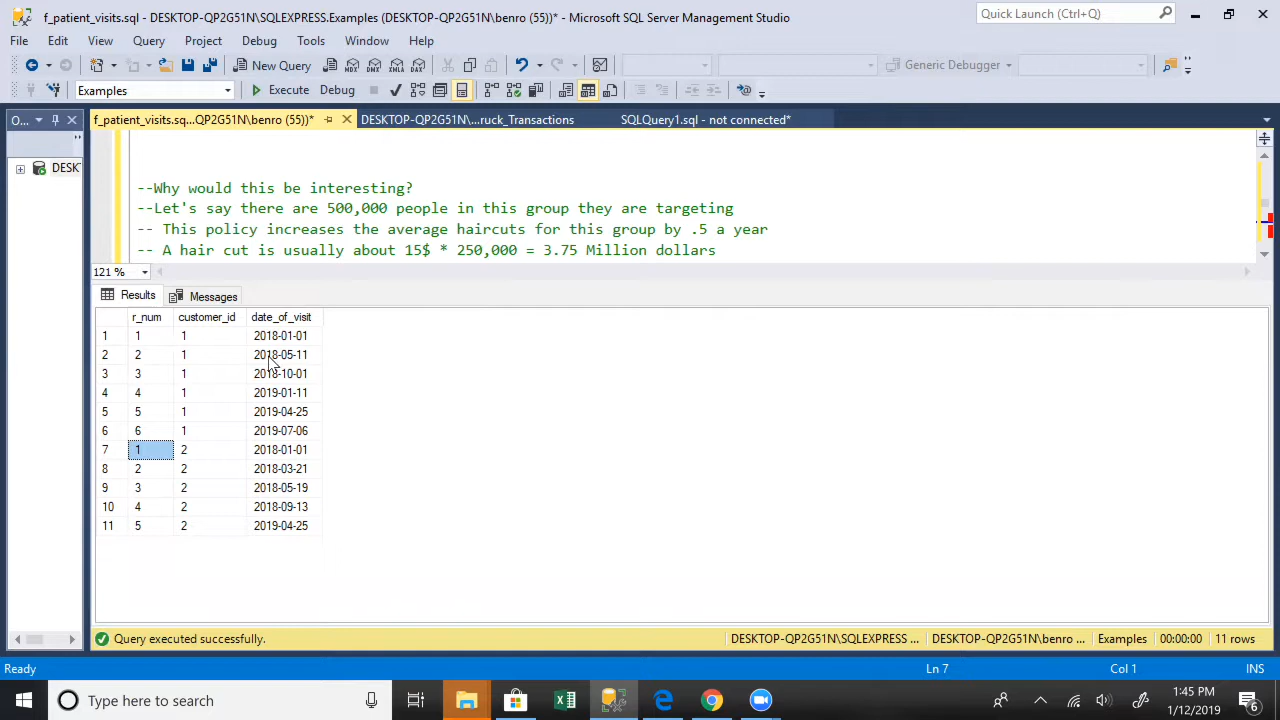 f_patient_visits.sql - DESKTOP-QP2G51N\SQLEXPRESS.Examples (DESKTOP-QP2G51N\benro (55))* - Microsoft SQL Server Management Studio
Quick Launch (Ctrl+Q)
File Edit View Query Project Debug Tools Window Help
New Query MDX DMX XMLA DAX Generic Debugger
Examples Execute Debug
O... f_patient_visits.sq...QP2G51N\benro (55))* DESKTOP-QP2G51N\...ruck_Transactions SQLQuery1.sql - not connected*
DESK
--Why would this be interesting?
--Let's say there are 500,000 people in this group they are targeting
-- This policy increases the average haircuts for this group by .5 a year
-- A hair cut is usually about 15$ * 250,000 = 3.75 Million dollars
121 %
Results Messages
r_num customer_id date_of_visit
1 1 1 2018-01-01
2 2 1 2018-05-11
3 3 1 2018-10-01
4 4 1 2019-01-11
5 5 1 2019-04-25
6 6 1 2019-07-06
7 1 2 2018-01-01
8 2 2 2018-03-21
9 3 2 2018-05-19
10 4 2 2018-09-13
11 5 2 2019-04-25
Query executed successfully. DESKTOP-QP2G51N\SQLEXPRESS ... DESKTOP-QP2G51N\benro ... Examples 00:00:00 11 rows
Ready Ln 7 Col 1 INS
Type here to search
1:45 PM
1/12/2019
6